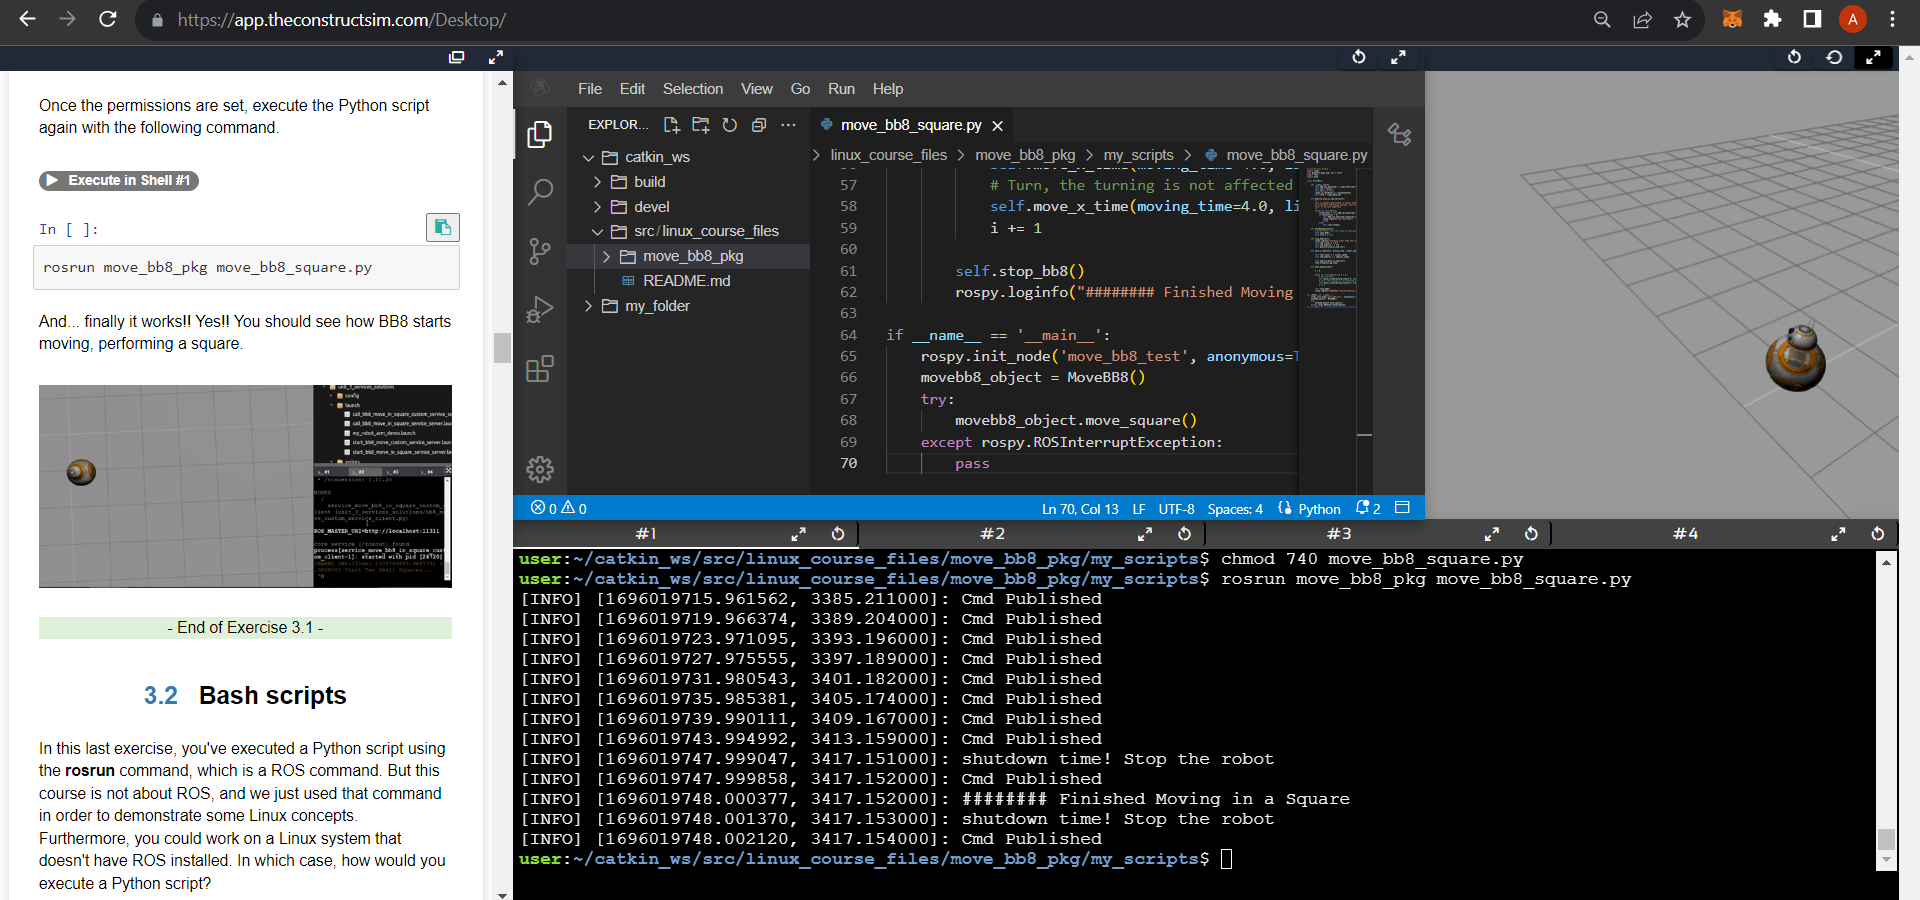 https://app.theconstructsim.com/Desktop/
A
Once the permissions are set, execute the Python script
again with the following command.
Execute in Shell #1
In [ ]:
rosrun move_bb8_pkg move_bb8_square.py
And... finally it works!! Yes!! You should see how BB8 starts
moving, performing a square.
- End of Exercise 3.1 -
3.2 Bash scripts
In this last exercise, you've executed a Python script using
the rosrun command, which is a ROS command. But this
course is not about ROS, and we just used that command
in order to demonstrate some Linux concepts.
Furthermore, you could work on a Linux system that
doesn't have ROS installed. In which case, how would you
execute a Python script?
File Edit Selection View Go Run Help
EXPLOR...
catkin_ws
build
devel
src/linux_course_files
move_bb8_pkg
README.md
my_folder
move_bb8_square.py
linux_course_files > move_bb8_pkg > my_scripts > move_bb8_square.py
57 # Turn, the turning is not affected
58 self.move_x_time(moving_time=4.0, li
59 i += 1
60
61 self.stop_bb8()
62 rospy.loginfo("######## Finished Moving
63
64 if __name__ == '__main__':
65 rospy.init_node('move_bb8_test', anonymous=T
66 movebb8_object = MoveBB8()
67 try:
68 movebb8_object.move_square()
69 except rospy.ROSInterruptException:
70 pass
0 0 Ln 70, Col 13 LF UTF-8 Spaces: 4 Python 2
#1 #2 #3 #4
user:~/catkin_ws/src/linux_course_files/move_bb8_pkg/my_scripts$ chmod 740 move_bb8_square.py
user:~/catkin_ws/src/linux_course_files/move_bb8_pkg/my_scripts$ rosrun move_bb8_pkg move_bb8_square.py
[INFO] [1696019715.961562, 3385.211000]: Cmd Published
[INFO] [1696019719.966374, 3389.204000]: Cmd Published
[INFO] [1696019723.971095, 3393.196000]: Cmd Published
[INFO] [1696019727.975555, 3397.189000]: Cmd Published
[INFO] [1696019731.980543, 3401.182000]: Cmd Published
[INFO] [1696019735.985381, 3405.174000]: Cmd Published
[INFO] [1696019739.990111, 3409.167000]: Cmd Published
[INFO] [1696019743.994992, 3413.159000]: Cmd Published
[INFO] [1696019747.999047, 3417.151000]: shutdown time! Stop the robot
[INFO] [1696019747.999858, 3417.152000]: Cmd Published
[INFO] [1696019748.000377, 3417.152000]: ######## Finished Moving in a Square
[INFO] [1696019748.001370, 3417.153000]: shutdown time! Stop the robot
[INFO] [1696019748.002120, 3417.154000]: Cmd Published
user:~/catkin_ws/src/linux_course_files/move_bb8_pkg/my_scripts$